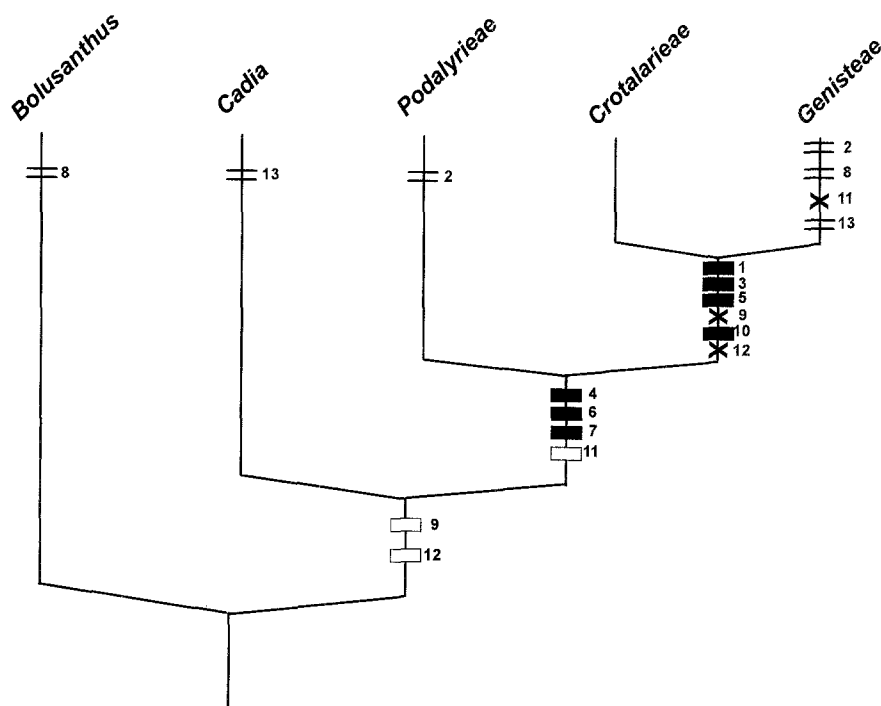 Bolusanthus
Cadia
Podalyrieae
Crotalarieae
Genisteae
2
8 13 2 8
11
13
1
3
5
9
10
12
4
6
7
11
9
12